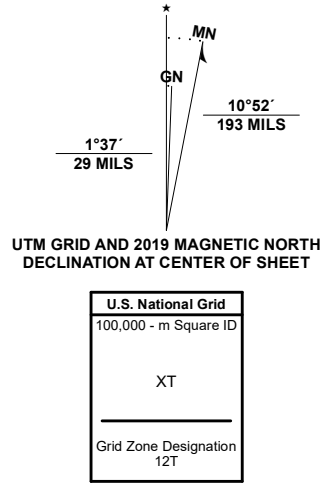 ★
MN
GN
10°52´
193 MILS
1°37´
29 MILS
UTM GRID AND 2019 MAGNETIC NORTH
DECLINATION AT CENTER OF SHEET
U.S. National Grid
100,000 - m Square ID
XT
Grid Zone Designation
12T